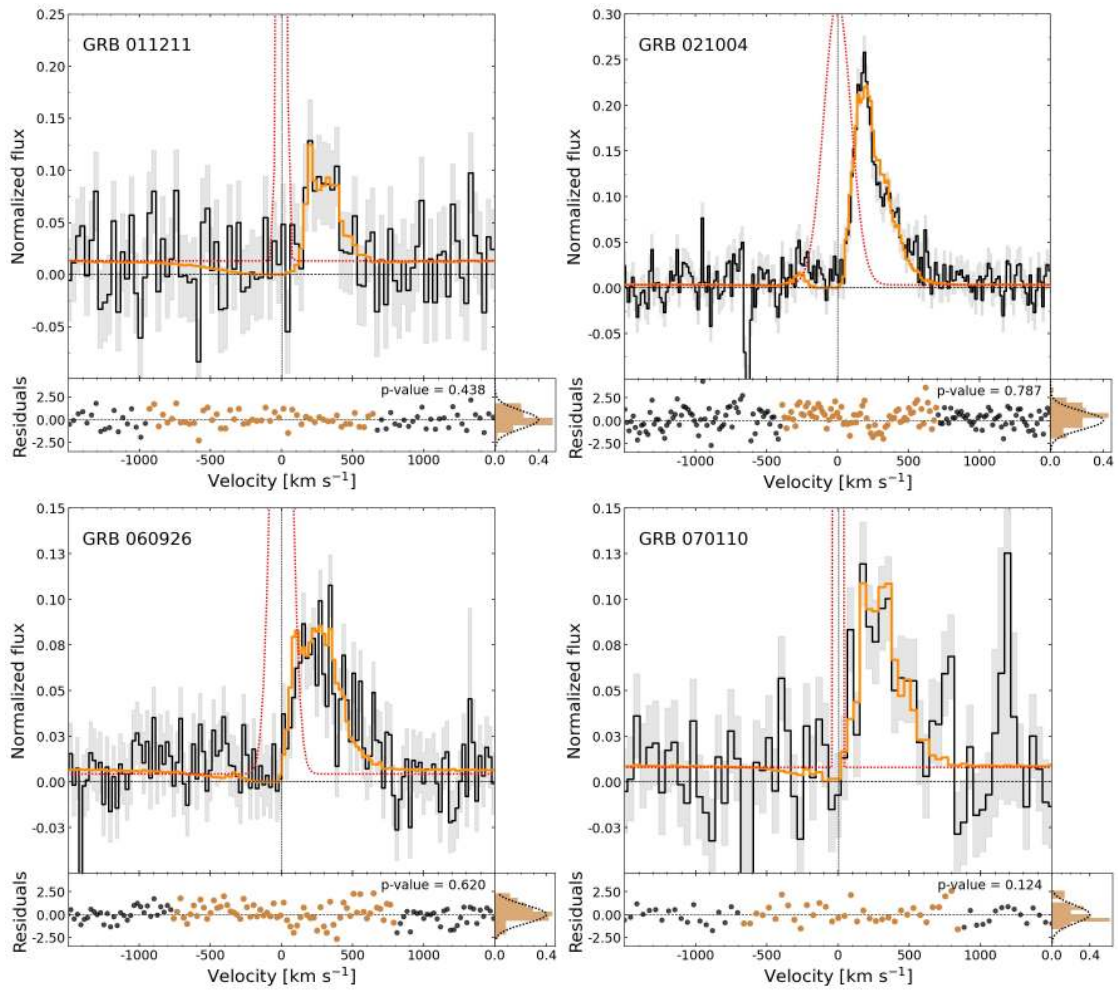 GRB 011211
0.25
0.20
0.15
0.10
0.05
0.00
-0.05
Normalized flux
p-value = 0.438
2.50
0.00
-2.50
Residuals
-1000 -500 0 500 1000 0.0 0.4
Velocity [km s⁻¹]
GRB 021004
0.30
0.25
0.20
0.15
0.10
0.05
0.00
-0.05
Normalized flux
p-value = 0.787
2.50
0.00
-2.50
Residuals
-1000 -500 0 500 1000 0.0 0.4
Velocity [km s⁻¹]
GRB 060926
0.15
0.13
0.10
0.08
0.05
0.03
0.00
-0.03
Normalized flux
p-value = 0.620
2.50
0.00
-2.50
Residuals
-1000 -500 0 500 1000 0.0 0.4
Velocity [km s⁻¹]
GRB 070110
0.15
0.13
0.10
0.08
0.05
0.03
0.00
-0.03
Normalized flux
p-value = 0.124
2.50
0.00
-2.50
Residuals
-1000 -500 0 500 1000 0.0 0.4
Velocity [km s⁻¹]